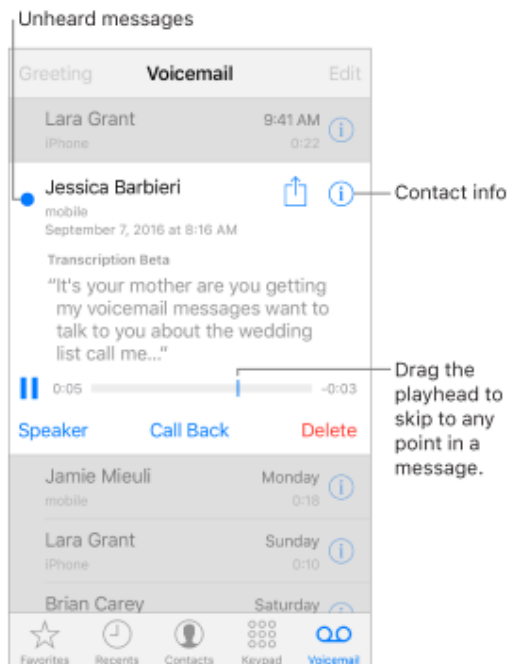 Unheard messages
Greeting Voicemail Edit
Lara Grant 9:41 AM
iPhone 0:22
Jessica Barbieri
Contact info
mobile
September 7, 2016 at 8:16 AM
Transcription Beta
“It's your mother are you getting
my voicemail messages want to
talk to you about the wedding
list call me...“
0:05 -0:03
Drag the
playhead to
skip to any
point in a
message.
Speaker Call Back Delete
Jamie Mieuli Monday
mobile 0:18
Lara Grant Sunday
iPhone 0:10
Brian Carey Saturday
Favorites Recents Contacts Keypad Voicemail